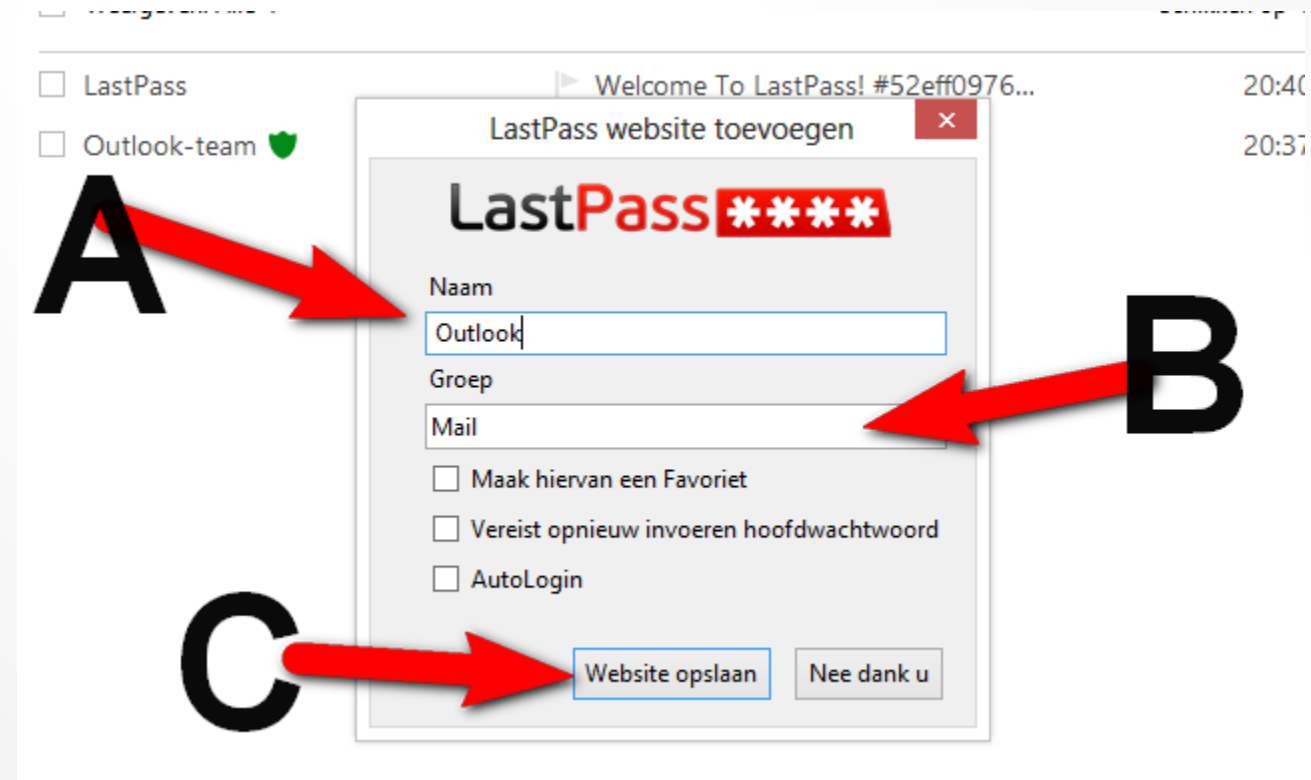 LastPass Welcome To LastPass! #52eff0976... 20:40
Outlook-team 20:37
LastPass website toevoegen
LastPass ****
A
Naam
Outlook
B
Groep
Mail
Maak hiervan een Favoriet
Vereist opnieuw invoeren hoofdwachtwoord
AutoLogin
C
Website opslaan Nee dank u